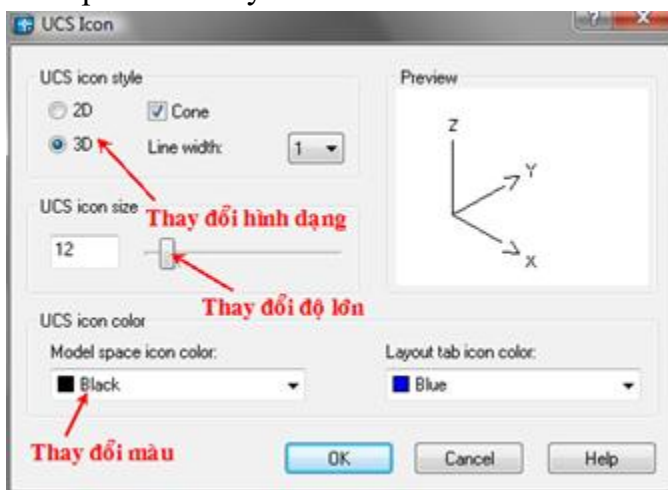 UCS Icon
UCS icon style
2D
Cone
3D
Line width:
1
Thay đổi hình dạng
UCS icon size
12
Thay đổi độ lớn
Preview
Z
Y
X
UCS icon color
Model space icon color:
Black
Layout tab icon color:
Blue
Thay đổi màu
OK
Cancel
Help